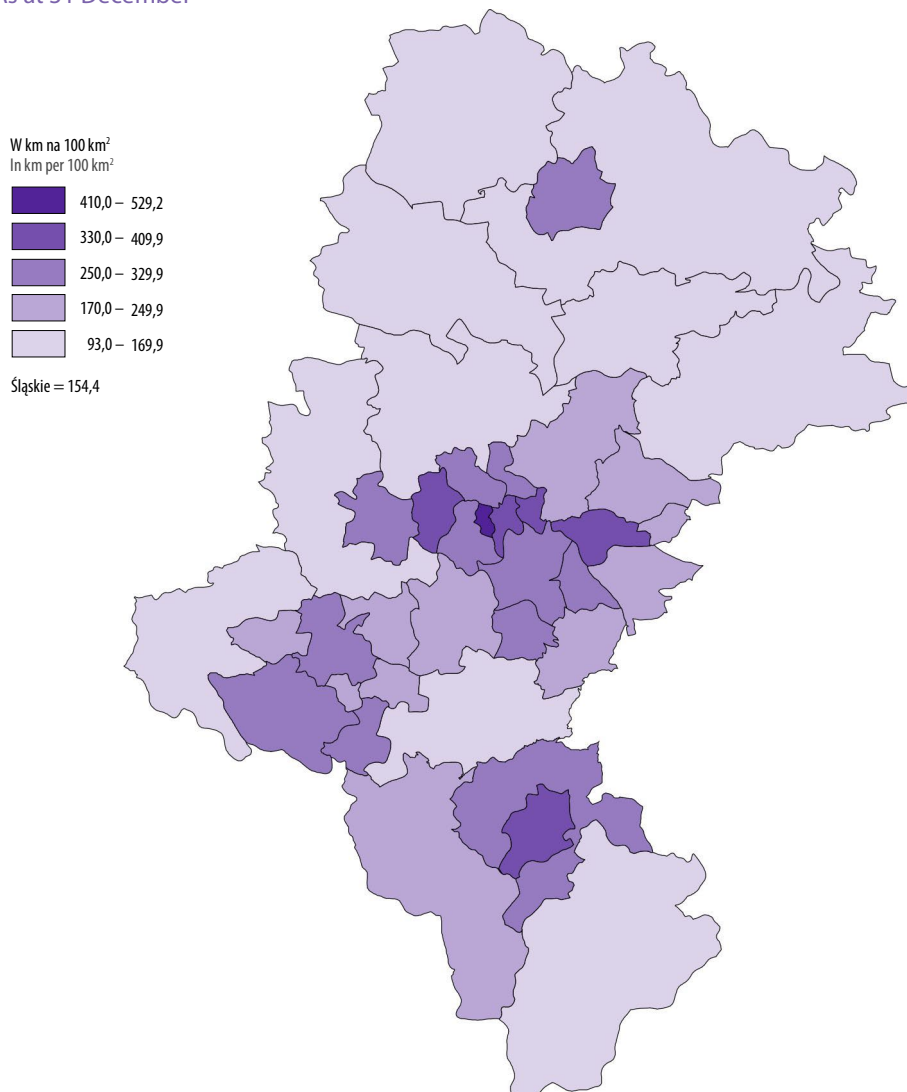 As at 31 December
W km na 100 km²
In km per 100 km²
410,0 – 529,2
330,0 – 409,9
250,0 – 329,9
170,0 – 249,9
93,0 – 169,9
Śląskie = 154,4